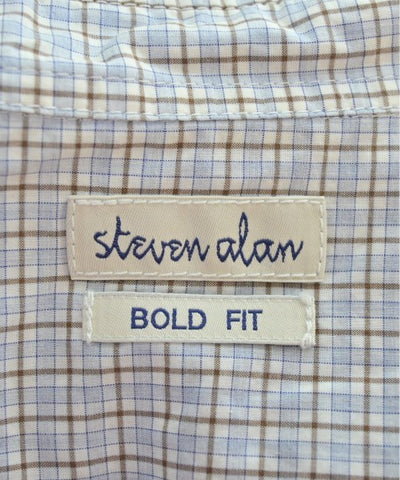 steven alan
BOLD FIT